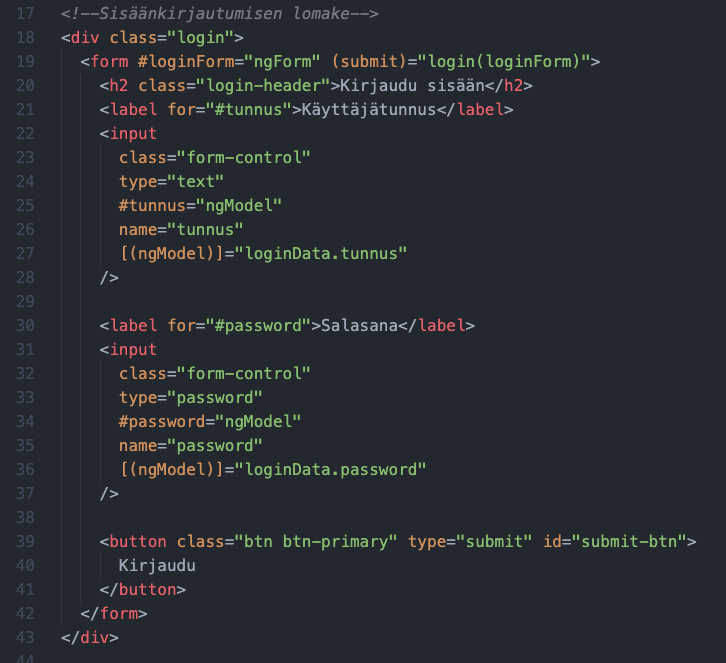 17 <!--Sisäänkirjautumisen lomake-->
18 <div class="login">
19 <form #loginForm="ngForm" (submit)="login(loginForm)">
20 <h2 class="login-header">Kirjaudu sisään</h2>
21 <label for="#tunnus">Käyttäjätunnus</label>
22 <input
23 class="form-control"
24 type="text"
25 #tunnus="ngModel"
26 name="tunnus"
27 [(ngModel)]="loginData.tunnus"
28 />
29
30 <label for="#password">Salasana</label>
31 <input
32 class="form-control"
33 type="password"
34 #password="ngModel"
35 name="password"
36 [(ngModel)]="loginData.password"
37 />
38
39 <button class="btn btn-primary" type="submit" id="submit-btn">
40 Kirjaudu
41 </button>
42 </form>
43 </div>
44